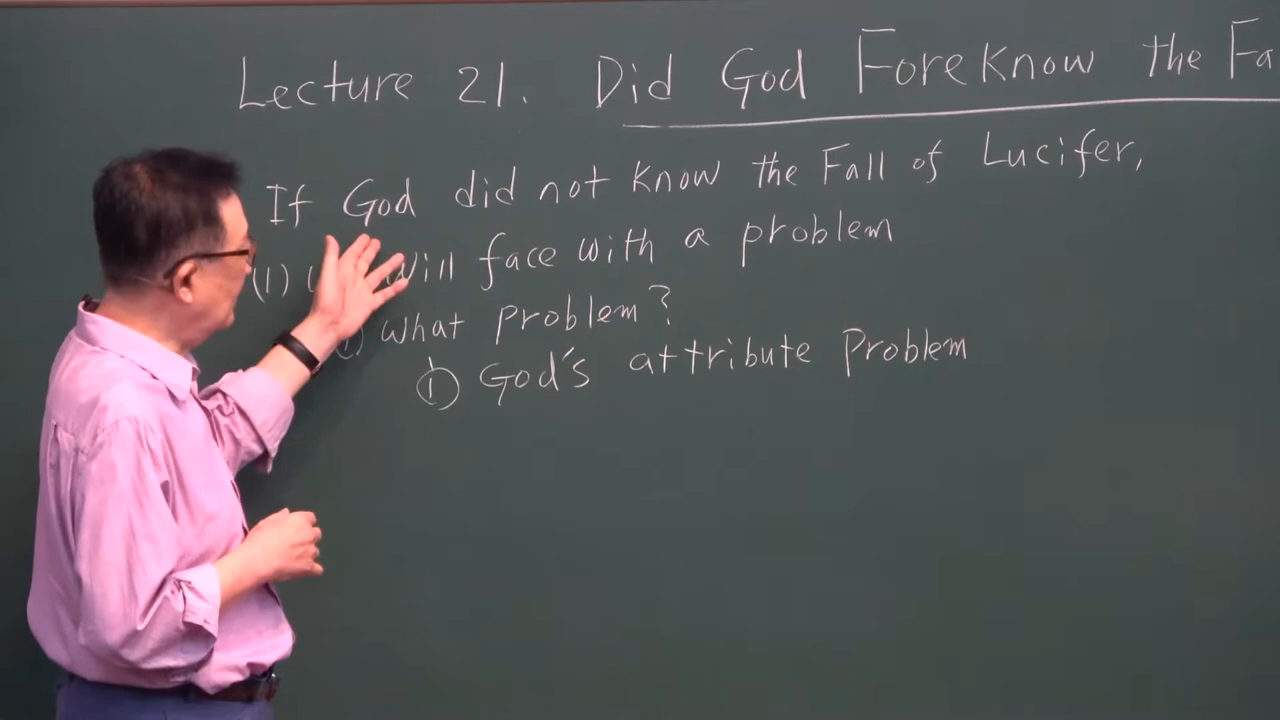 Lecture 21. Did God Foreknow the Fa
If God did not know the Fall of Lucifer,
(1) will face with a problem
what problem?
① God's attribute problem